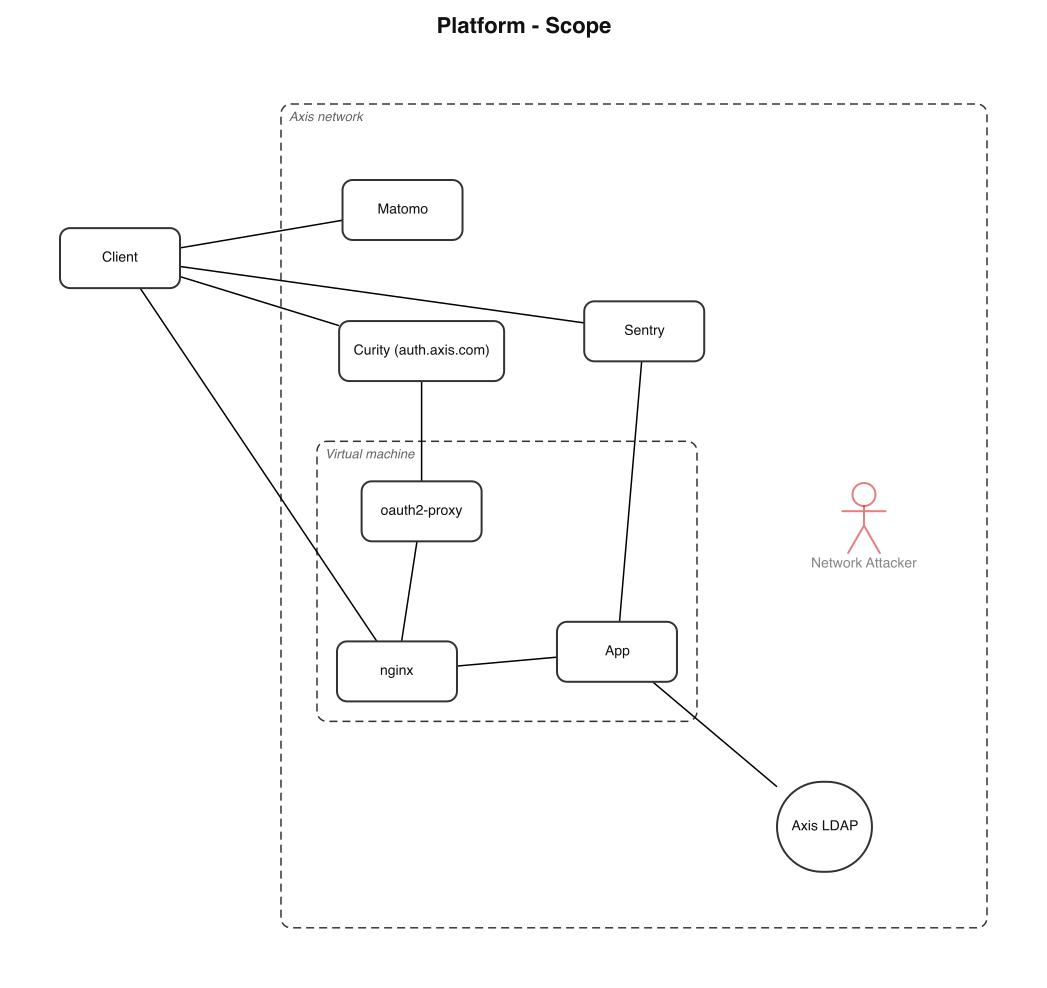 Platform - Scope
Axis network
Matomo
Client
Sentry
Curity (auth.axis.com)
Virtual machine
oauth2-proxy
Network Attacker
App
nginx
Axis LDAP